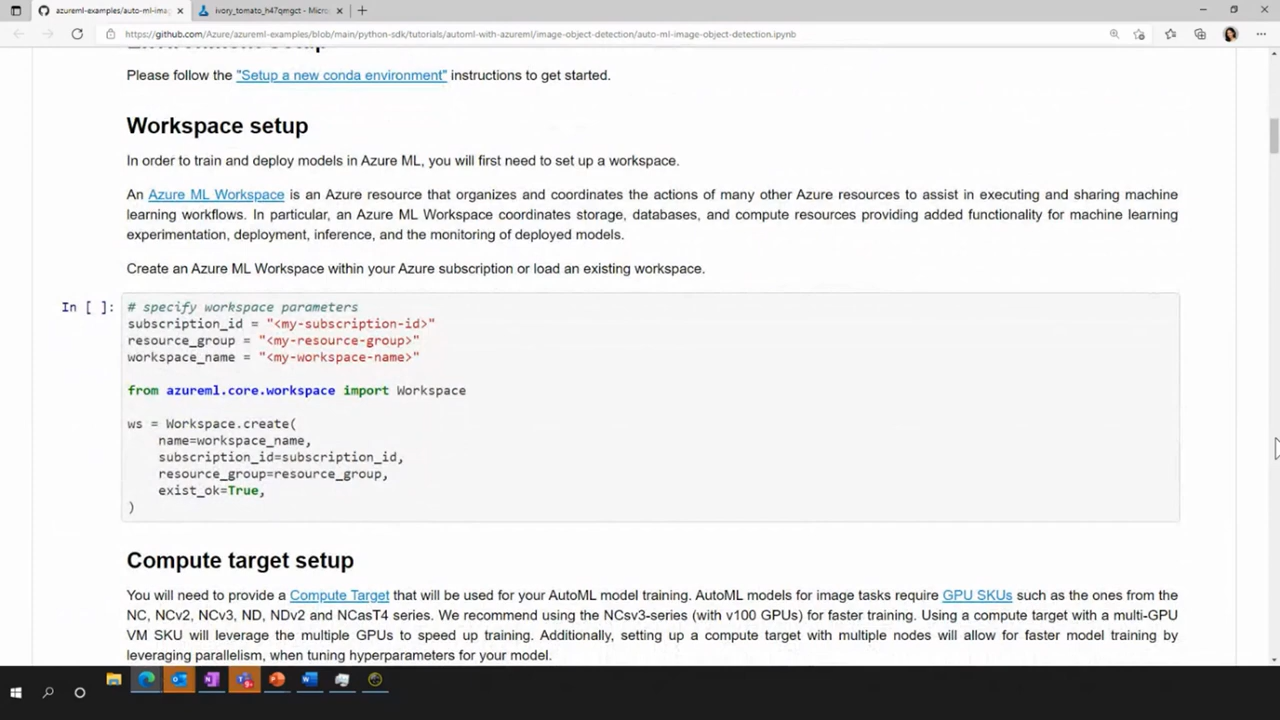 azureml-examples/auto-ml-imag
ivory_tomato_h47qmgct - Micros
https://github.com/Azure/azureml-examples/blob/main/python-sdk/tutorials/automl-with-azureml/image-object-detection/auto-ml-image-object-detection.ipynb
Environment setup
Please follow the "Setup a new conda environment" instructions to get started.
Workspace setup
In order to train and deploy models in Azure ML, you will first need to set up a workspace.
An Azure ML Workspace is an Azure resource that organizes and coordinates the actions of many other Azure resources to assist in executing and sharing machine
learning workflows. In particular, an Azure ML Workspace coordinates storage, databases, and compute resources providing added functionality for machine learning
experimentation, deployment, inference, and the monitoring of deployed models.
Create an Azure ML Workspace within your Azure subscription or load an existing workspace.
In [ ]: # specify workspace parameters
subscription_id = "<my-subscription-id>"
resource_group = "<my-resource-group>"
workspace_name = "<my-workspace-name>"
from azureml.core.workspace import Workspace
ws = Workspace.create(
name=workspace_name,
subscription_id=subscription_id,
resource_group=resource_group,
exist_ok=True,
)
Compute target setup
You will need to provide a Compute Target that will be used for your AutoML model training. AutoML models for image tasks require GPU SKUs such as the ones from the
NC, NCv2, NCv3, ND, NDv2 and NCasT4 series. We recommend using the NCsv3-series (with v100 GPUs) for faster training. Using a compute target with a multi-GPU
VM SKU will leverage the multiple GPUs to speed up training. Additionally, setting up a compute target with multiple nodes will allow for faster model training by
leveraging parallelism, when tuning hyperparameters for your model.